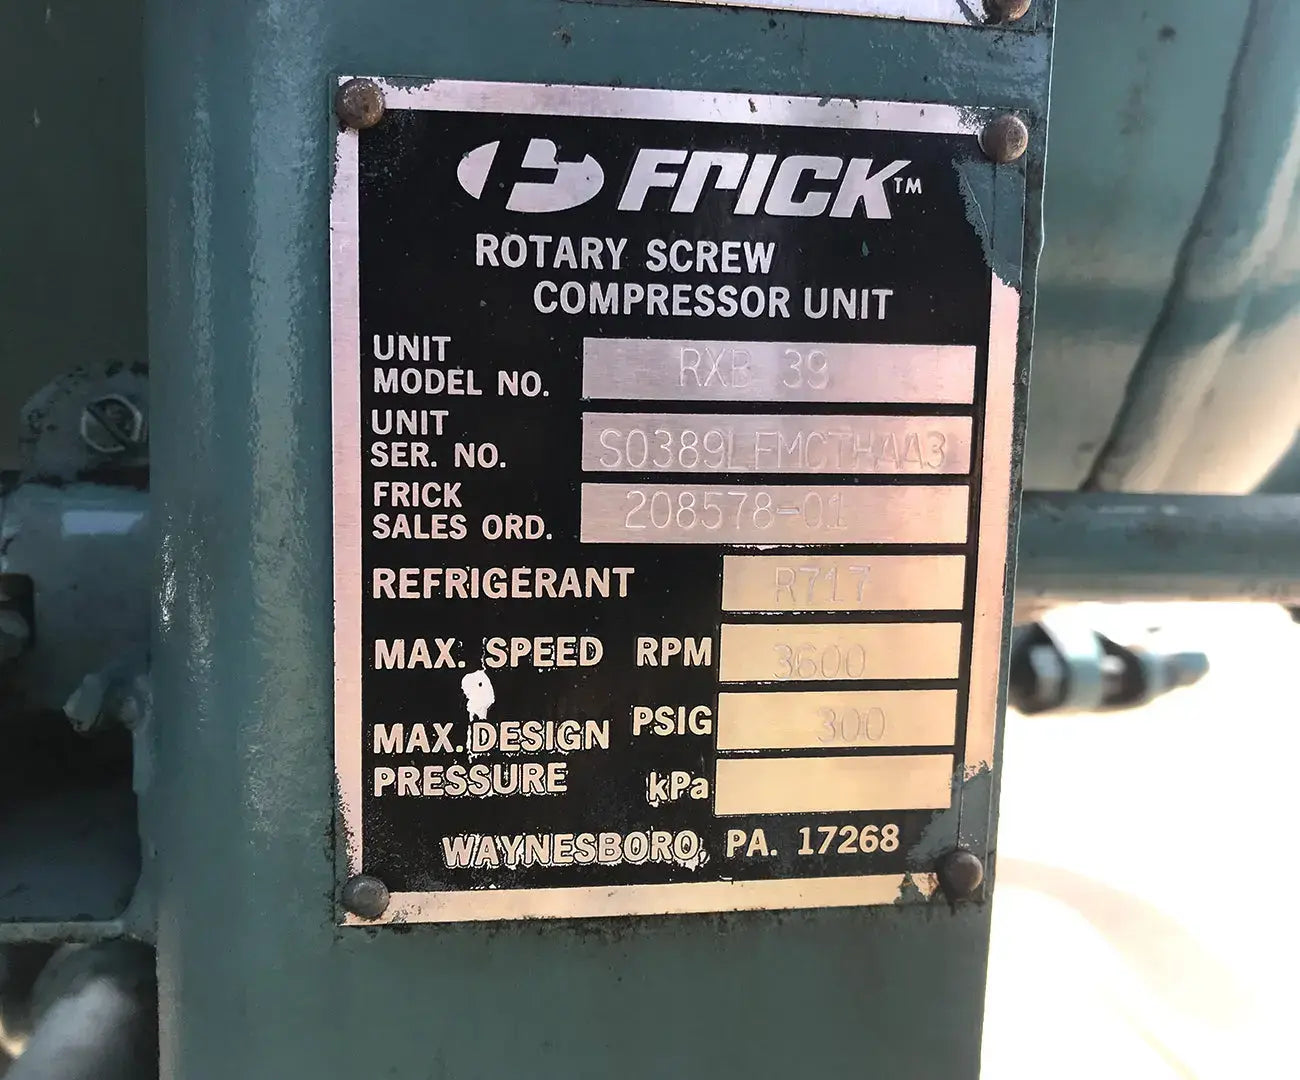 FRICK™
ROTARY SCREW
COMPRESSOR UNIT
UNIT
MODEL NO. RXB 39
UNIT
SER. NO. S0389LFMCTHAA3
FRICK
SALES ORD. 208578-01
REFRIGERANT R717
MAX. SPEED RPM 3600
MAX. DESIGN PSIG 300
PRESSURE kPa
WAYNESBORO, PA. 17268